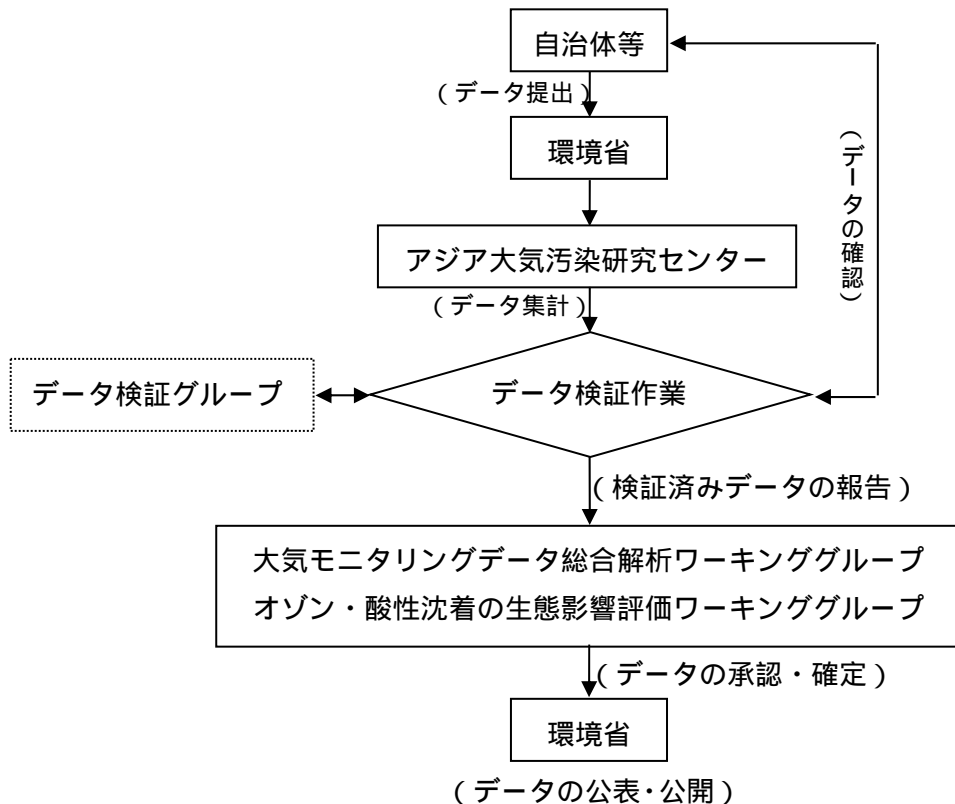 自治体等
（データ提出）
環境省
（データの確認）
アジア大気汚染研究センター
（データ集計）
データ検証グループ
データ検証作業
（検証済みデータの報告）
大気モニタリングデータ総合解析ワーキンググループ
オゾン・酸性沈着の生態影響評価ワーキンググループ
（データの承認・確定）
環境省
（データの公表・公開）